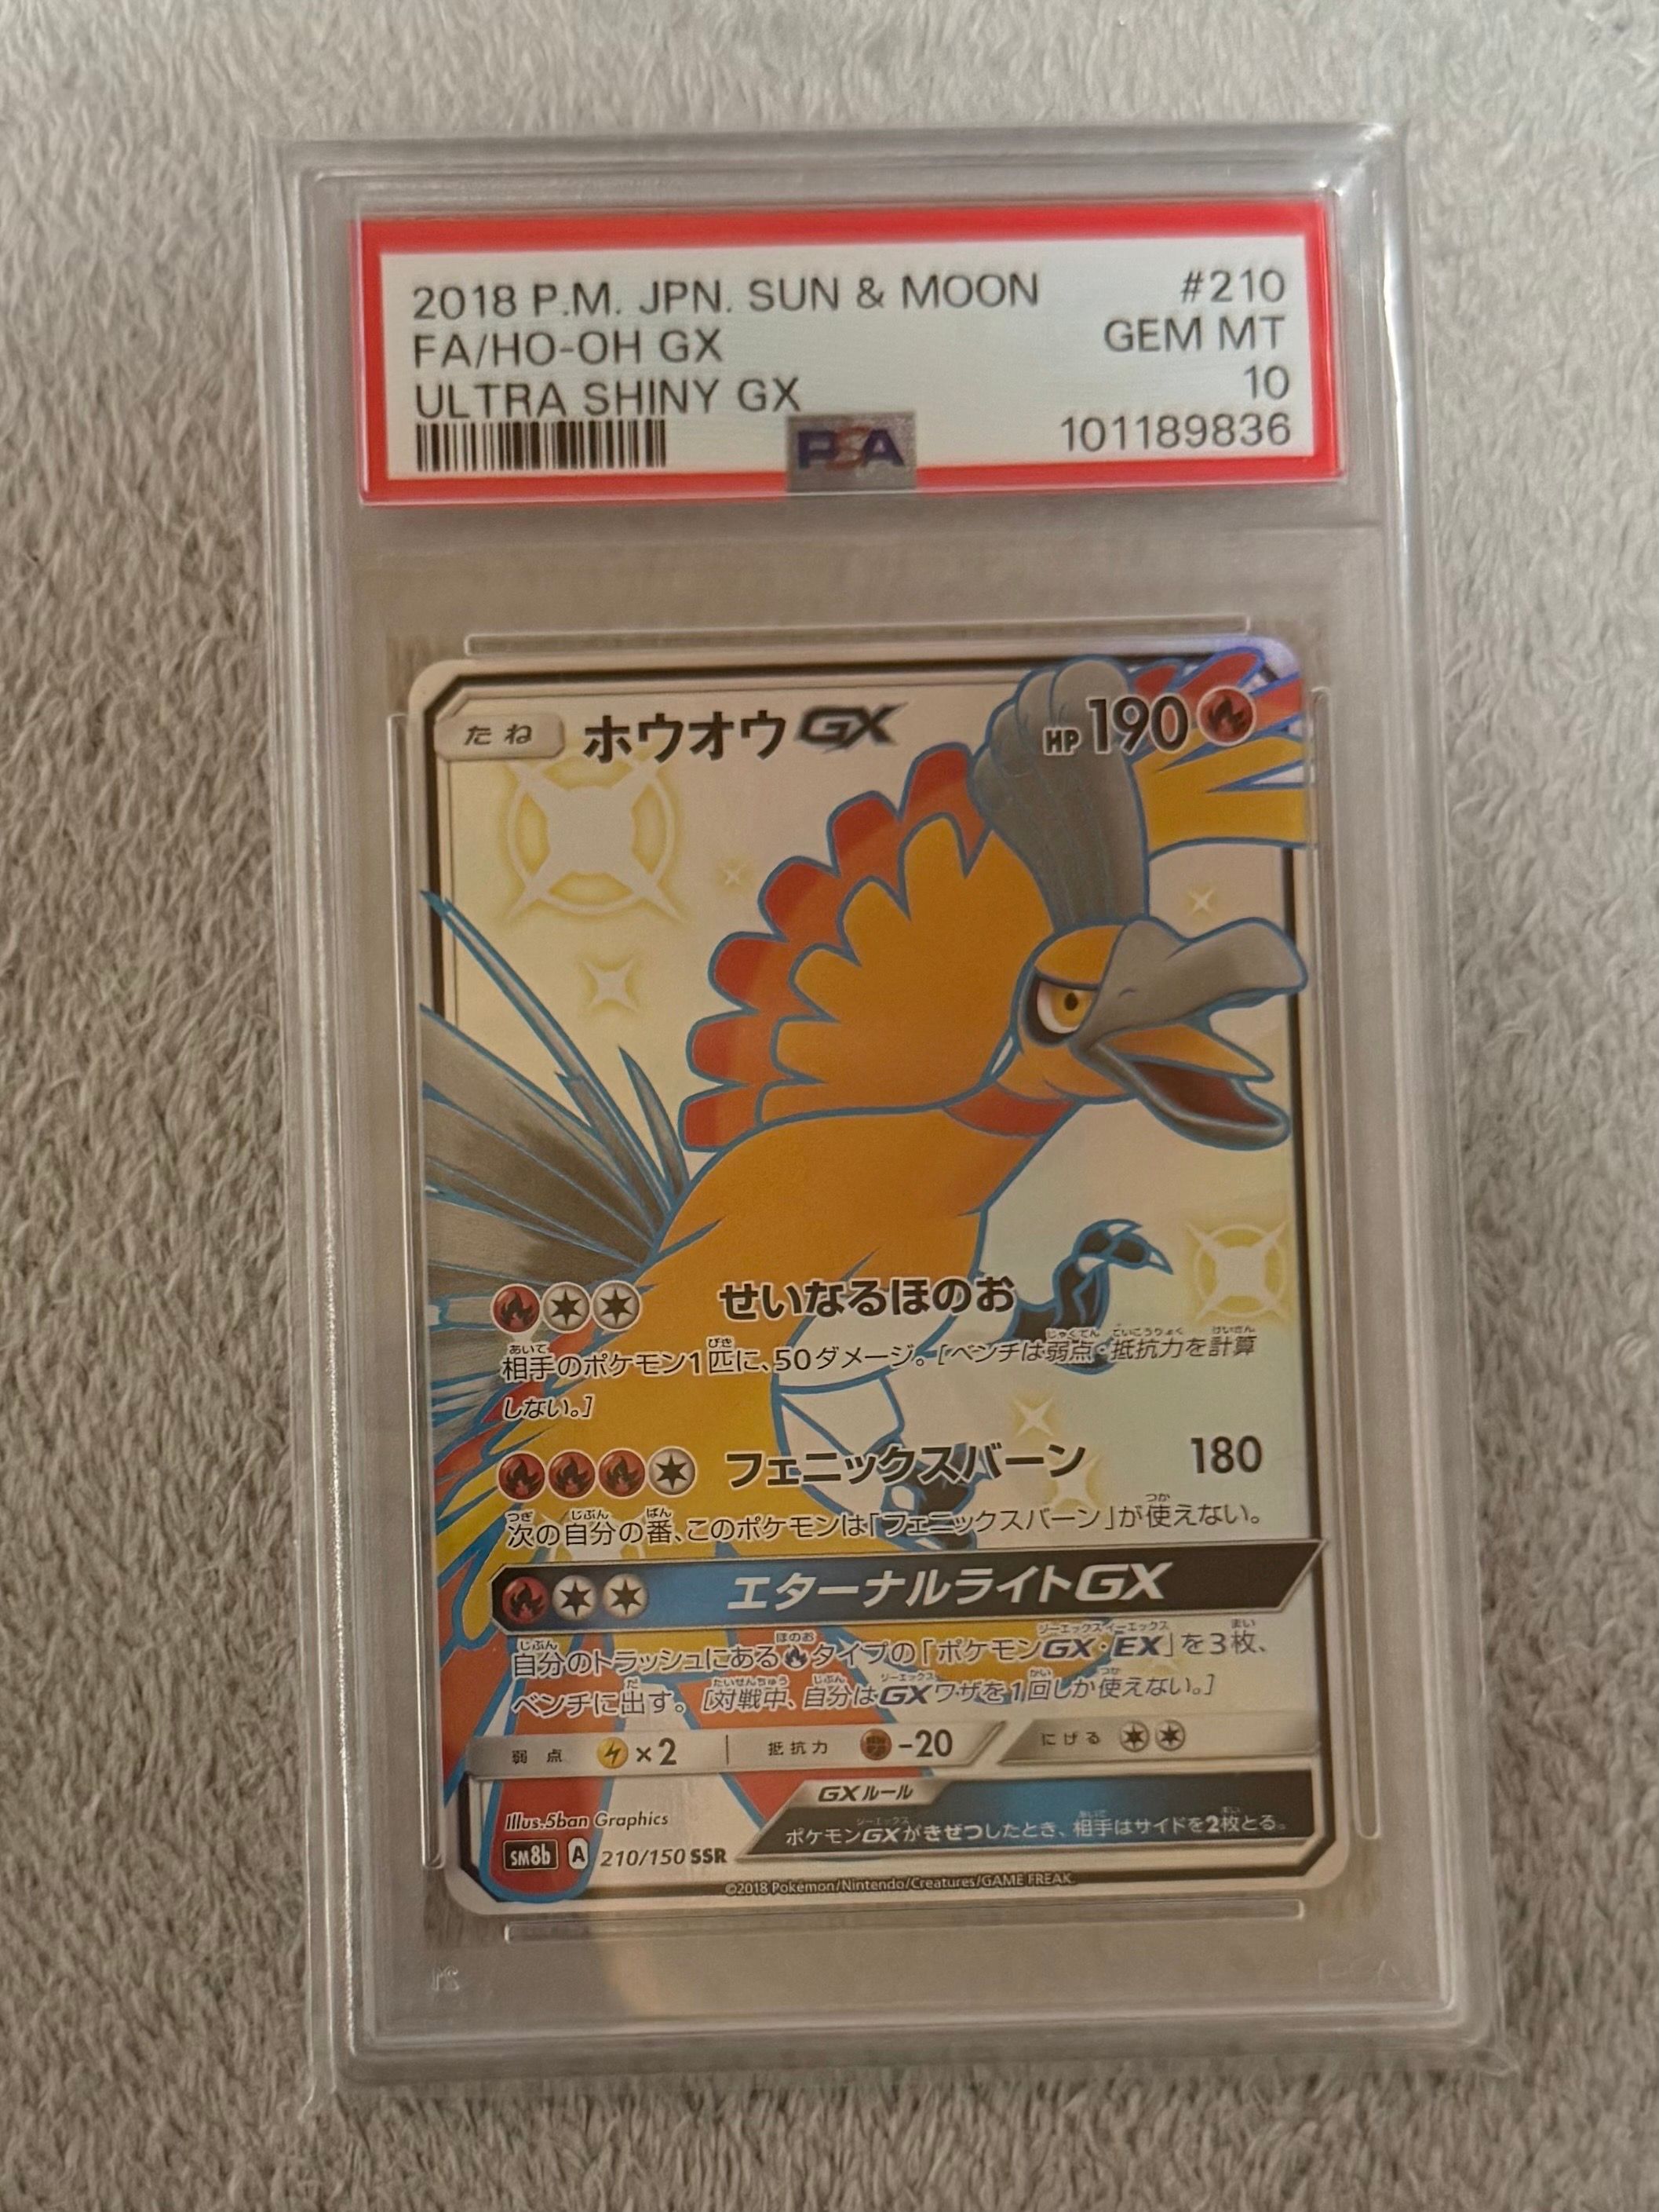 2018 P.M. JPN. SUN & MOON #210
FA/HO-OH GX GEM MT
ULTRA SHINY GX 10
PSA 101189836
たね ホウオウGX HP190
せいなるほのお
相手のポケモン1匹に、50ダメージ。[ベンチは弱点・抵抗力を計算
しない。]
フェニックスバーン 180
次の自分の番、このポケモンは「フェニックスバーン」が使えない。
エターナルライトGX
自分のトラッシュにあるタイプの「ポケモンGX・EX」を3枚、
ベンチに出す。[対戦中、自分はGXワザを1回しか使えない。]
弱点 ×2 抵抗力 -20 にげる
GXルール
ポケモンGXがきぜつしたとき、相手はサイドを2枚とる。
Illus.5ban Graphics
SM8b A 210/150 SSR
©2018 Pokémon/Nintendo/Creatures/GAME FREAK.